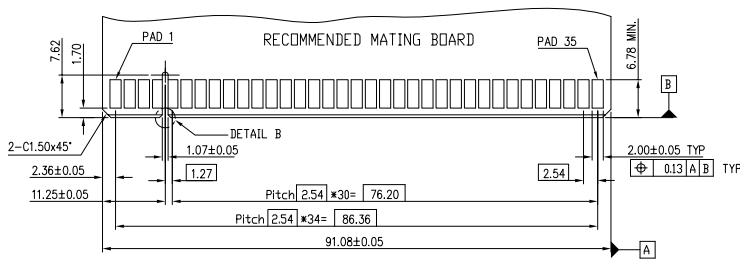 PAD 1
RECOMMENDED MATING BOARD
PAD 35
7.62
1.70
6.78 MIN.
B
DETAIL B
2-C1.50x45°
1.07±0.05
2.00±0.05 TYP
2.36±0.05
1.27
2.54
⌖ 0.13 A B TYP
11.25±0.05
Pitch 2.54 *30= 76.20
Pitch 2.54 *34= 86.36
91.08±0.05
A